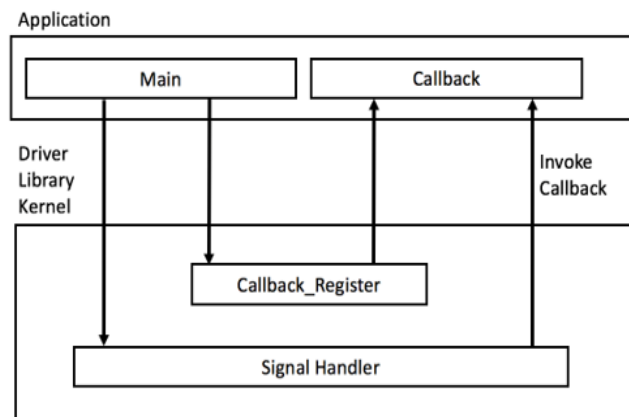 Application
Main
Callback
Driver
Library
Kernel
Invoke
Callback
Callback_Register
Signal Handler